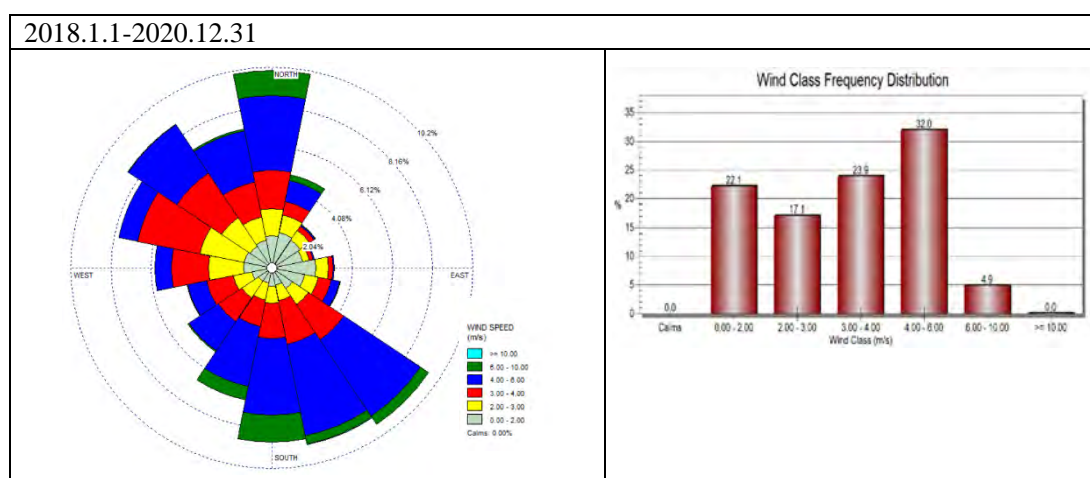 2018.1.1-2020.12.31
NORTH
10.2%
8.16%
6.12%
4.08%
2.04%
WEST
EAST
SOUTH
WIND SPEED
(m/s)
>= 10.00
6.00 - 10.00
4.00 - 6.00
3.00 - 4.00
2.00 - 3.00
0.00 - 2.00
Calms: 0.00%
Wind Class Frequency Distribution
%
35
30
25
20
15
10
5
0
0.0
22.1
17.1
23.9
32.0
4.9
0.0
Calms
0.00 - 2.00
2.00 - 3.00
3.00 - 4.00
4.00 - 6.00
6.00 - 10.00
>= 10.00
Wind Class (m/s)